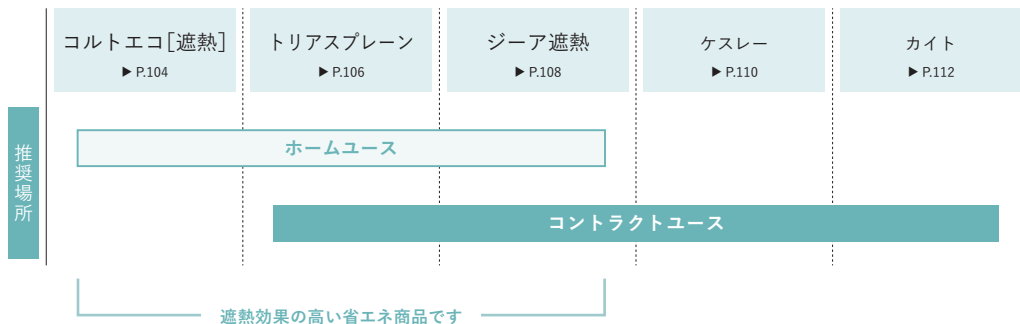 コルトエコ[遮熱]
▶ P.104
トリアスプレーン
▶ P.106
ジーア遮熱
▶ P.108
ケスレー
▶ P.110
カイト
▶ P.112
推奨場所
ホームユース
コントラクトユース
遮熱効果の高い省エネ商品です